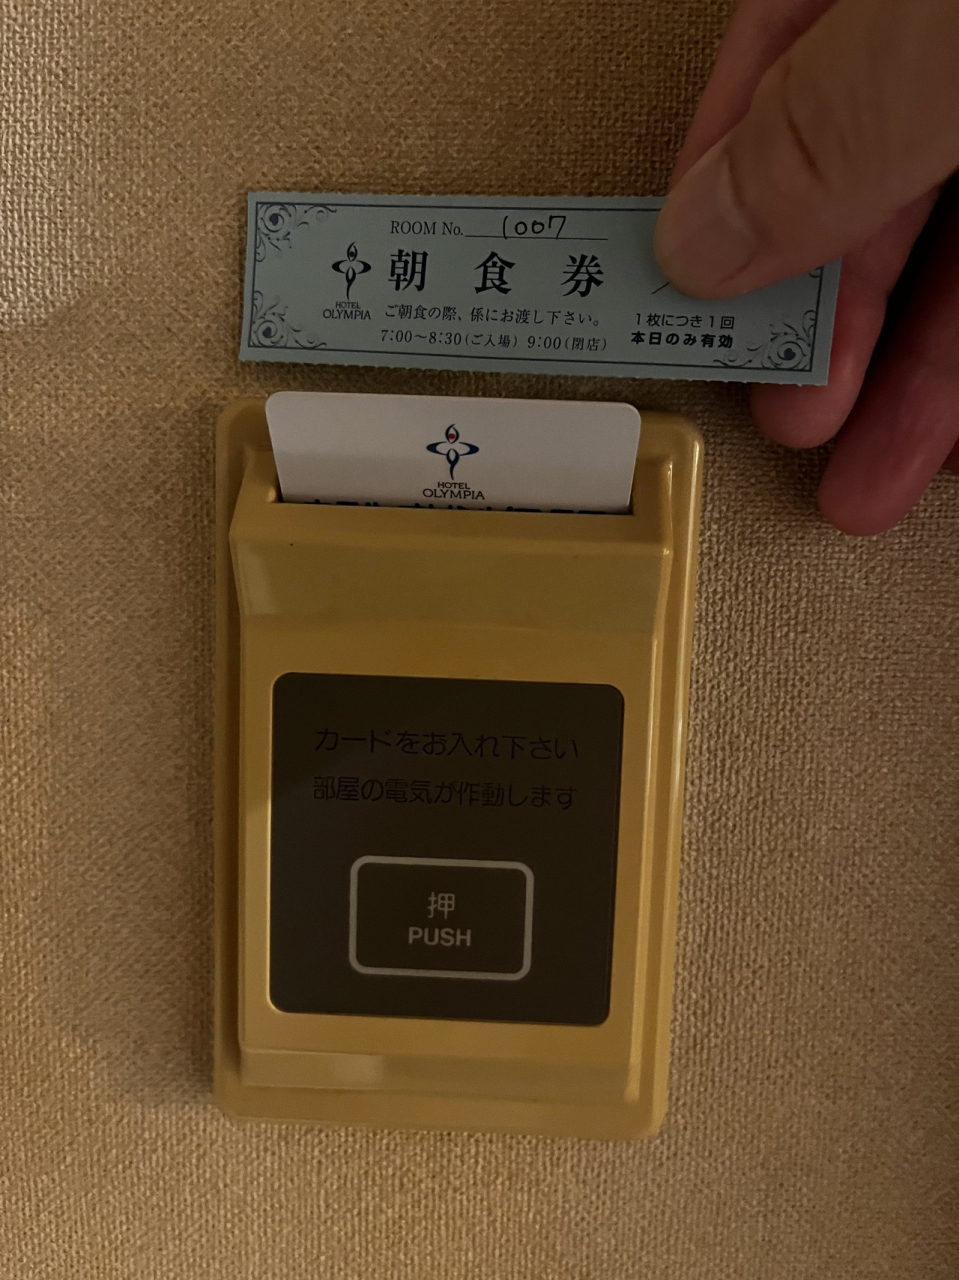 ROOM No. 1007
朝食券
HOTEL
OLYMPIA
ご朝食の際、係にお渡し下さい。
1枚につき1回
7:00〜8:30(ご入場) 9:00(閉店)
本日のみ有効
HOTEL
OLYMPIA
カードをお入れ下さい
部屋の電気が作動します
押
PUSH